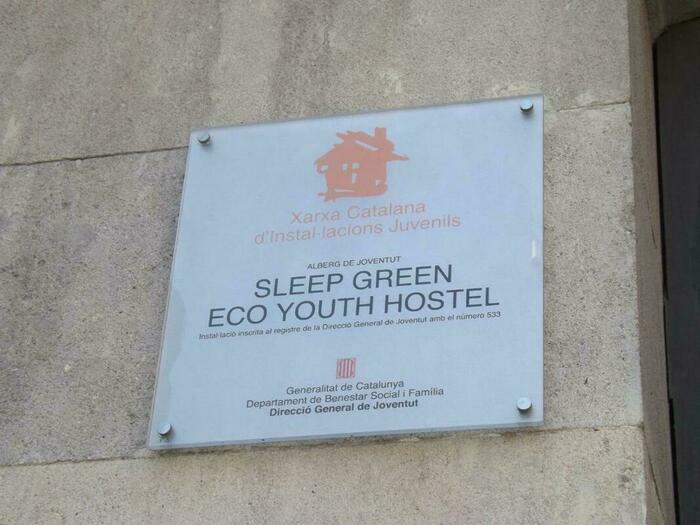 Xarxa Catalana
d'Instal·lacions Juvenils
ALBERG DE JOVENTUT
SLEEP GREEN
ECO YOUTH HOSTEL
Instal·lació inscrita al registre de la Direcció General de Joventut amb el número 533
Generalitat de Catalunya
Departament de Benestar Social i Família
Direcció General de Joventut